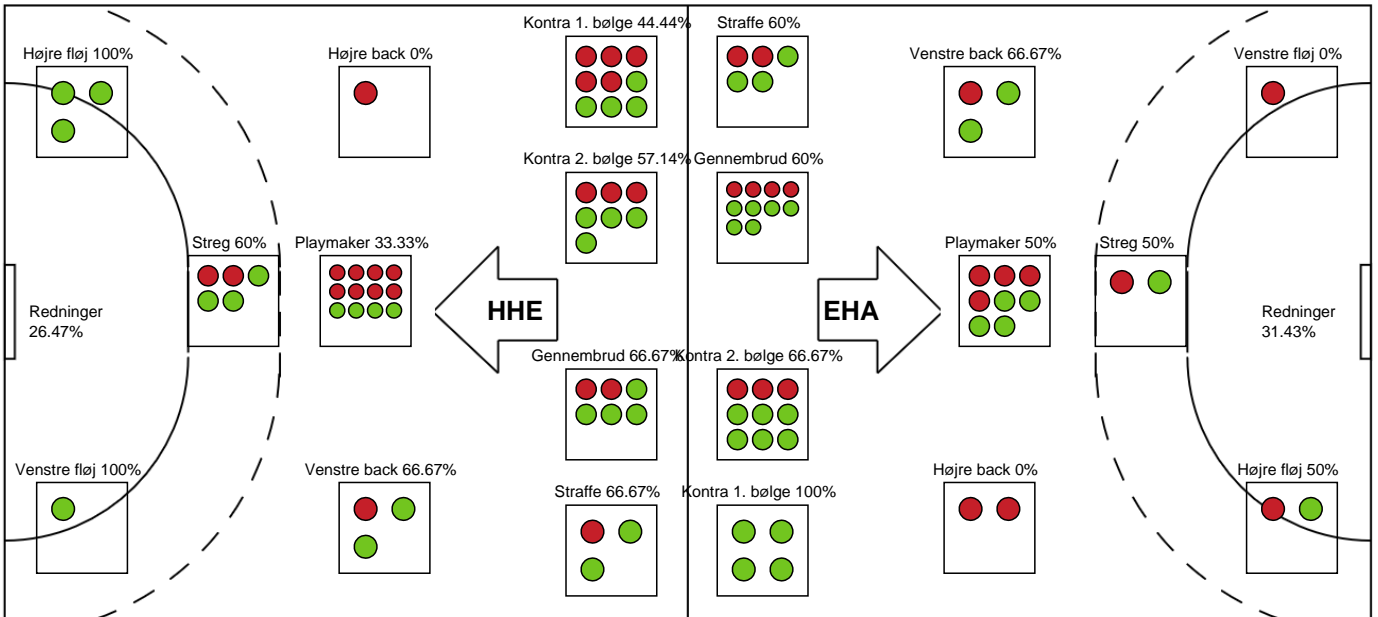 Kontra 1. bølge 44.44%
Straffe 60%
Højre fløj 100%
Højre back 0%
Venstre back 66.67%
Venstre fløj 0%
Kontra 2. bølge 57.14%
Gennembrud 60%
Streg 60%
Playmaker 33.33%
Playmaker 50%
Streg 50%
Redninger
26.47%
HHE
EHA
Redninger
31.43%
Gennembrud 66.67%
Kontra 2. bølge 66.67%
Venstre fløj 100%
Venstre back 66.67%
Højre back 0%
Højre fløj 50%
Straffe 66.67%
Kontra 1. bølge 100%